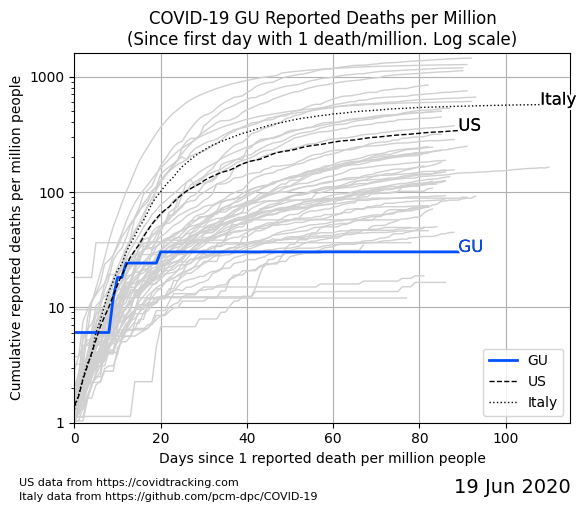 COVID-19 GU Reported Deaths per Million
(Since first day with 1 death/million. Log scale)
Cumulative reported deaths per million people
1000
100
10
1
Italy
US
GU
GU
US
Italy
0 20 40 60 80 100
Days since 1 reported death per million people
US data from https://covidtracking.com
Italy data from https://github.com/pcm-dpc/COVID-19
19 Jun 2020